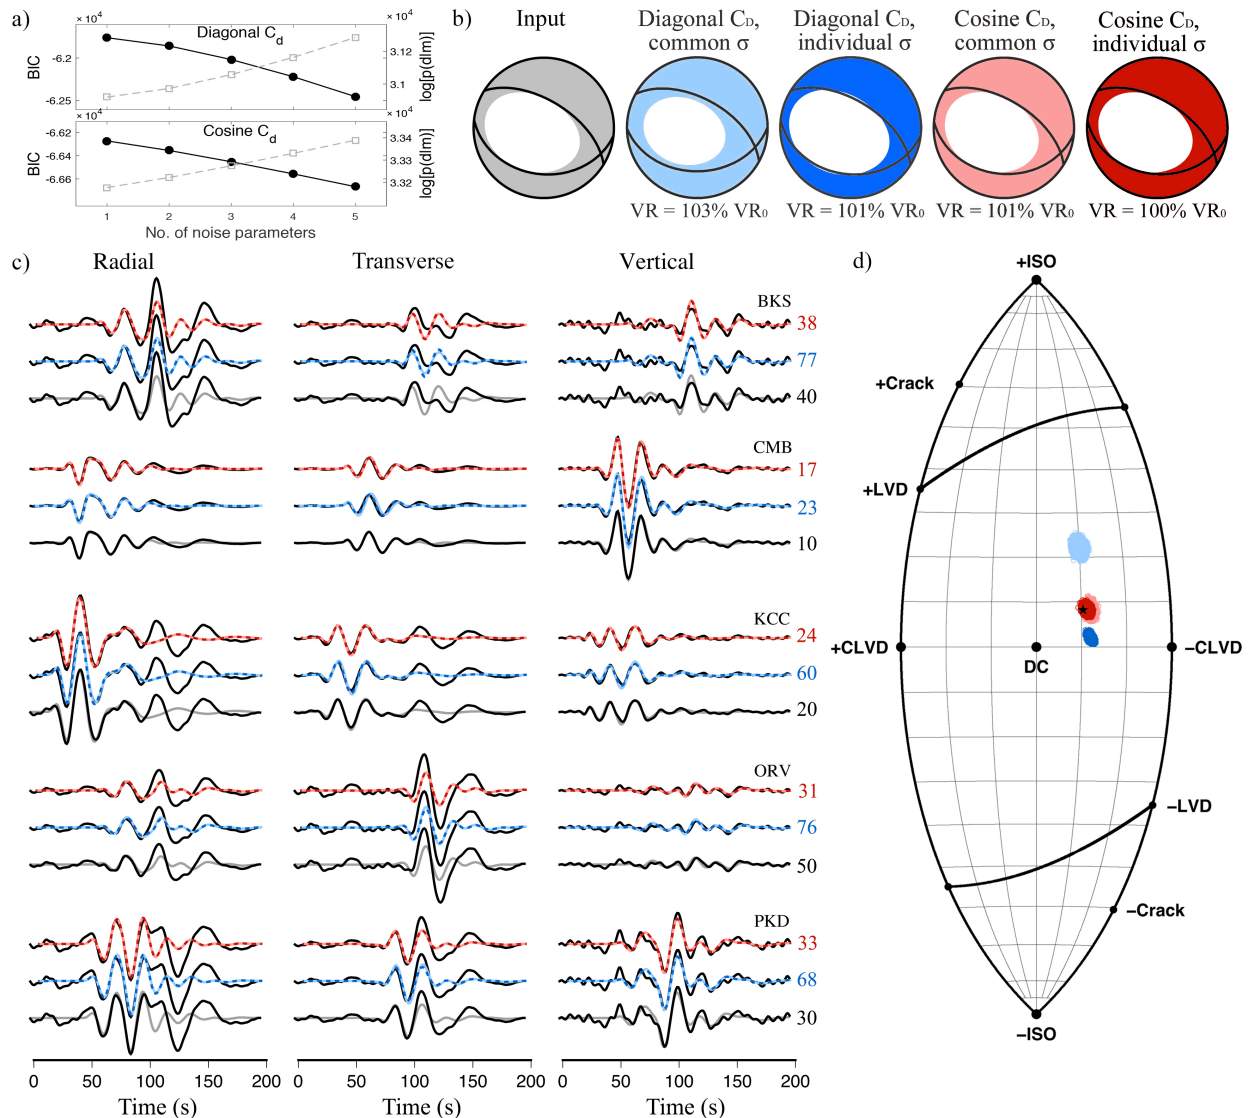 a)
× 10⁴
× 10⁴
Diagonal C_d
-6.2
-6.25
BIC
3.12
3.1
log[p(d|m)]
× 10⁴
× 10⁴
Cosine C_d
-6.62
-6.64
-6.66
BIC
3.34
3.33
3.32
log[p(d|m)]
1 2 3 4 5
No. of noise parameters
b)
Input
Diagonal C_D,
common σ
Diagonal C_D,
individual σ
Cosine C_D,
common σ
Cosine C_D,
individual σ
VR = 103% VR₀
VR = 101% VR₀
VR = 101% VR₀
VR = 100% VR₀
c)
Radial
Transverse
Vertical
BKS
38
77
40
CMB
17
23
10
KCC
24
60
20
ORV
31
76
50
PKD
33
68
30
0 50 100 150 200
0 50 100 150 200
0 50 100 150 200
Time (s)
Time (s)
Time (s)
d)
+ISO
+Crack
+LVD
+CLVD
DC
−CLVD
−LVD
−Crack
−ISO